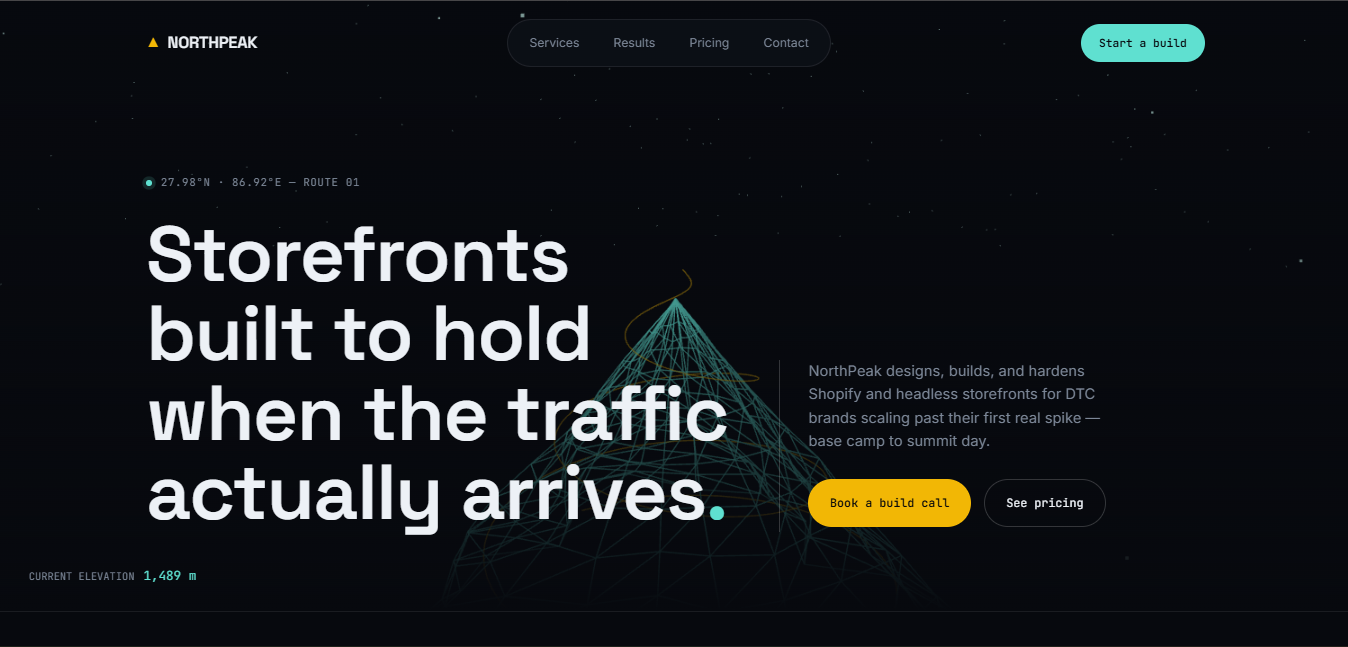 NORTHPEAK
Services Results Pricing Contact
Start a build
27.98°N · 86.92°E — ROUTE 01
Storefronts
built to hold
when the traffic
actually arrives.
NorthPeak designs, builds, and hardens
Shopify and headless storefronts for DTC
brands scaling past their first real spike —
base camp to summit day.
Book a build call See pricing
CURRENT ELEVATION 1,489 m